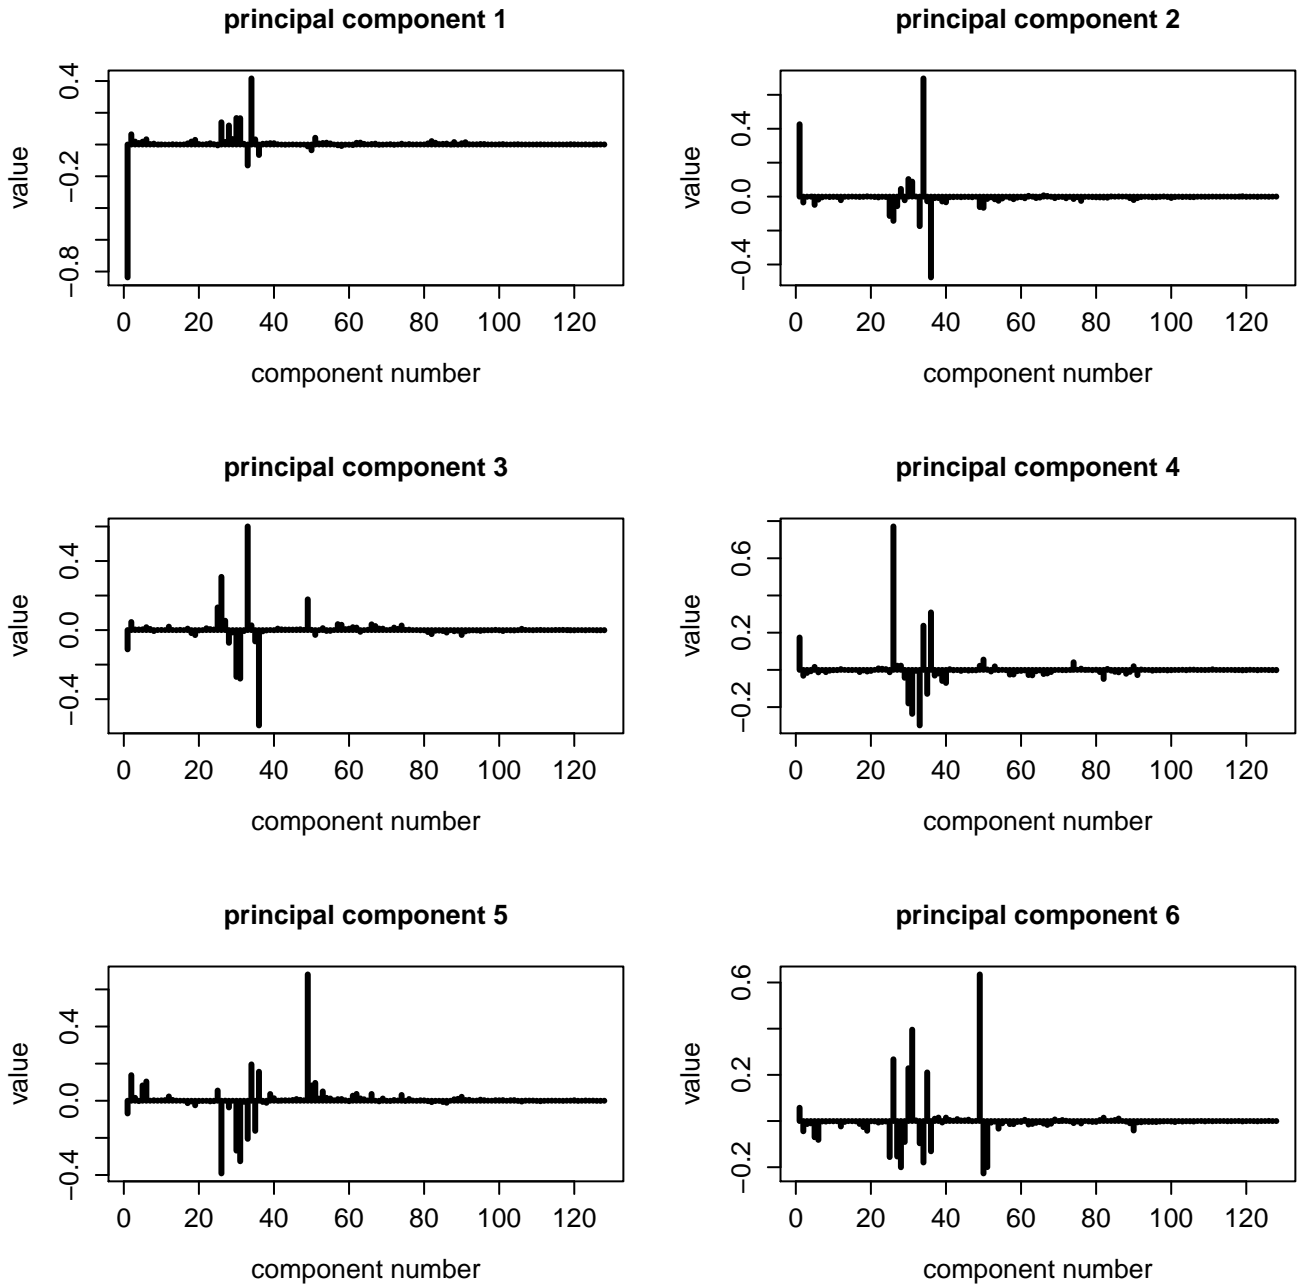 principal component 1
value
−0.8 −0.2 0.4
0 20 40 60 80 100 120
component number
principal component 2
value
−0.4 0.0 0.4
0 20 40 60 80 100 120
component number
principal component 3
value
−0.4 0.0 0.4
0 20 40 60 80 100 120
component number
principal component 4
value
−0.2 0.2 0.6
0 20 40 60 80 100 120
component number
principal component 5
value
−0.4 0.0 0.4
0 20 40 60 80 100 120
component number
principal component 6
value
−0.2 0.2 0.6
0 20 40 60 80 100 120
component number